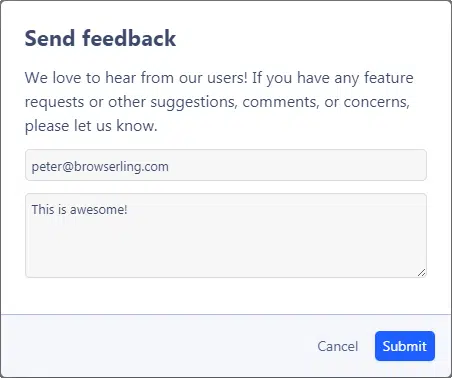 Send feedback
We love to hear from our users! If you have any feature
requests or other suggestions, comments, or concerns,
please let us know.
peter@browserling.com
This is awesome!
Cancel Submit